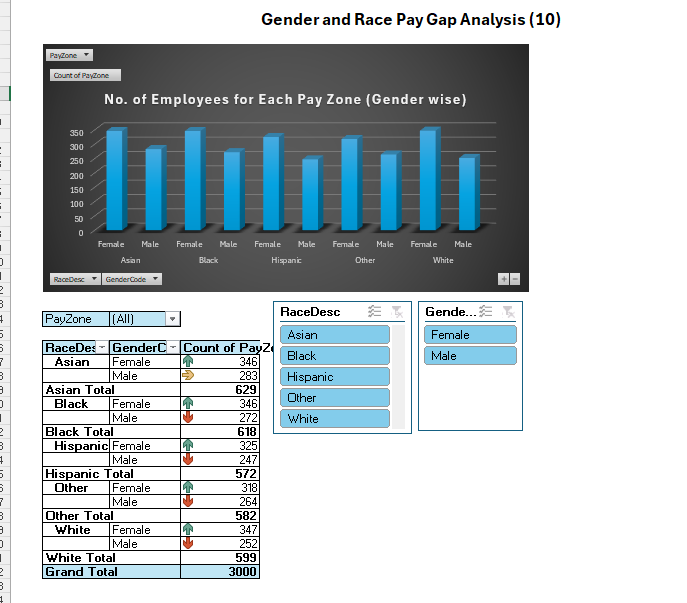 Gender and Race Pay Gap Analysis (10)
PayZone
Count of PayZone
No. of Employees for Each Pay Zone (Gender wise)
350
300
250
200
150
100
50
0
Female Male Female Male Female Male Female Male Female Male
Asian Black Hispanic Other White
RaceDesc GenderCode
PayZone (All)
RaceDes GenderC Count of PayZo
Asian Female 346
Male 283
Asian Total 629
Black Female 346
Male 272
Black Total 618
Hispanic Female 325
Male 247
Hispanic Total 572
Other Female 318
Male 264
Other Total 582
White Female 347
Male 252
White Total 599
Grand Total 3000
RaceDesc
Asian
Black
Hispanic
Other
White
Gende...
Female
Male